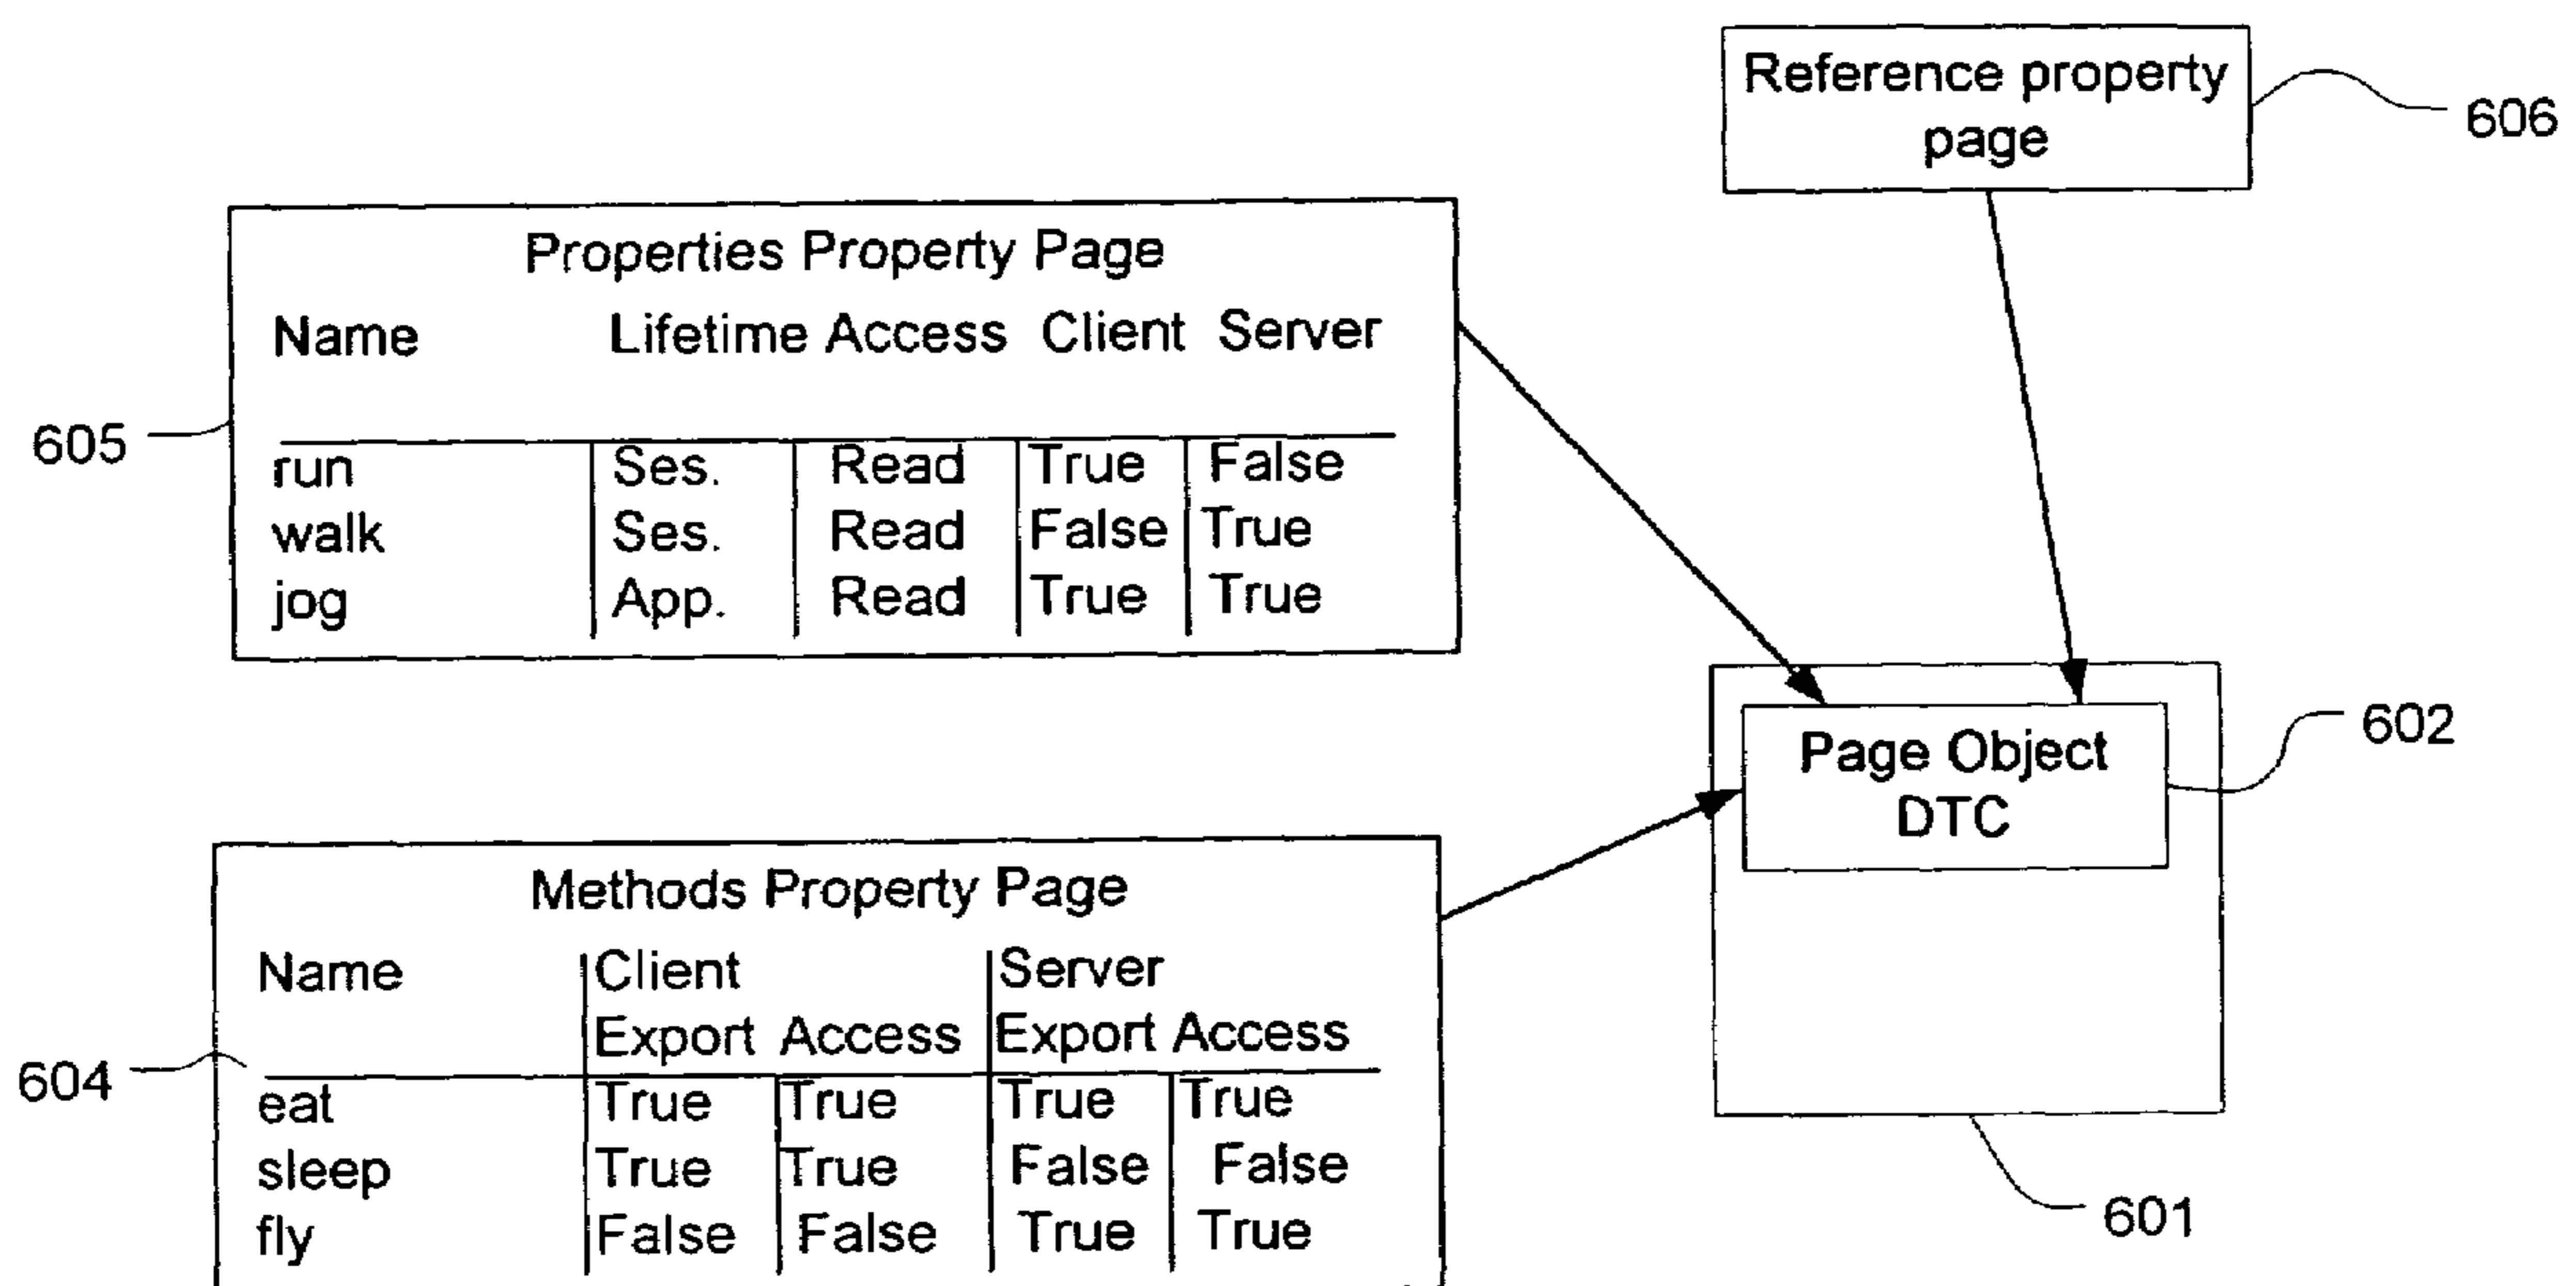 Reference property
page
606
Properties Property Page
Name Lifetime Access Client Server
605
run Ses. Read True False
walk Ses. Read False True
jog App. Read True True
Page Object
DTC
602
601
Methods Property Page
Name Client Server
Export Access Export Access
604
eat True True True True
sleep True True False False
fly False False True True